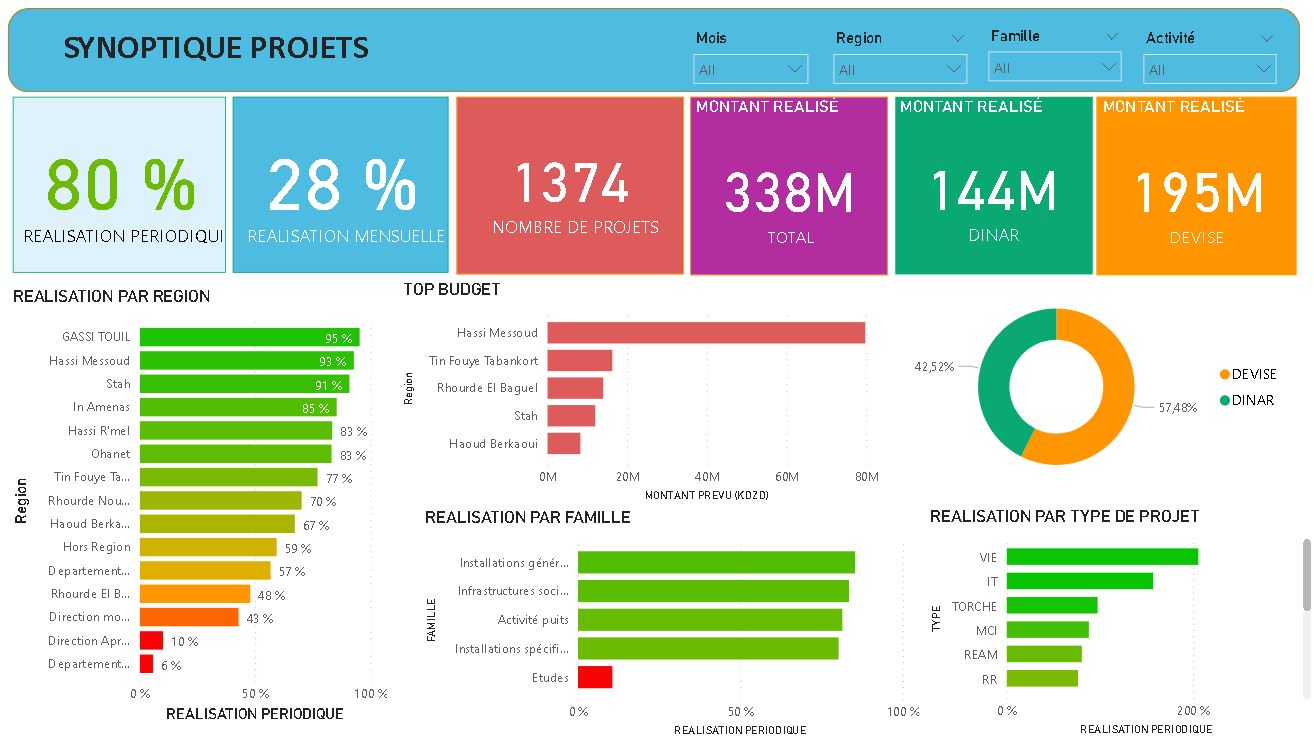 SYNOPTIQUE PROJETS
Mois
All
Region
All
Famille
All
Activité
All
80 %
REALISATION PERIODIQUI
28 %
REALISATION MENSUELLE
1374
NOMBRE DE PROJETS
MONTANT REALISÉ
338M
TOTAL
MONTANT REALISÉ
144M
DINAR
MONTANT REALISÉ
195M
DEVISE
REALISATION PAR REGION
Region
GASSI TOUIL 95 %
Hassi Messoud 93 %
Stah 91 %
In Amenas 85 %
Hassi R'mel 83 %
Ohanet 83 %
Tin Fouye Ta... 77 %
Rhourde Nou... 70 %
Haoud Berka... 67 %
Hors Region 59 %
Departement... 57 %
Rhourde El B... 48 %
Direction mo... 43 %
Direction Apr... 10 %
Departement... 6 %
0 % 50 % 100 %
REALISATION PERIODIQUE
TOP BUDGET
Region
Hassi Messoud
Tin Fouye Tabankort
Rhourde El Baguel
Stah
Haoud Berkaoui
0M 20M 40M 60M 80M
MONTANT PREVU (KDZD)
42,52%
57,48%
DEVISE
DINAR
REALISATION PAR FAMILLE
FAMILLE
Installations génér...
Infrastructures soci...
Activité puits
Installations spécifi...
Etudes
0 % 50 % 100 %
REALISATION PERIODIQUE
REALISATION PAR TYPE DE PROJET
TYPE
VIE
IT
TORCHE
MCI
REAM
RR
0 % 200 %
REALISATION PERIODIQUE